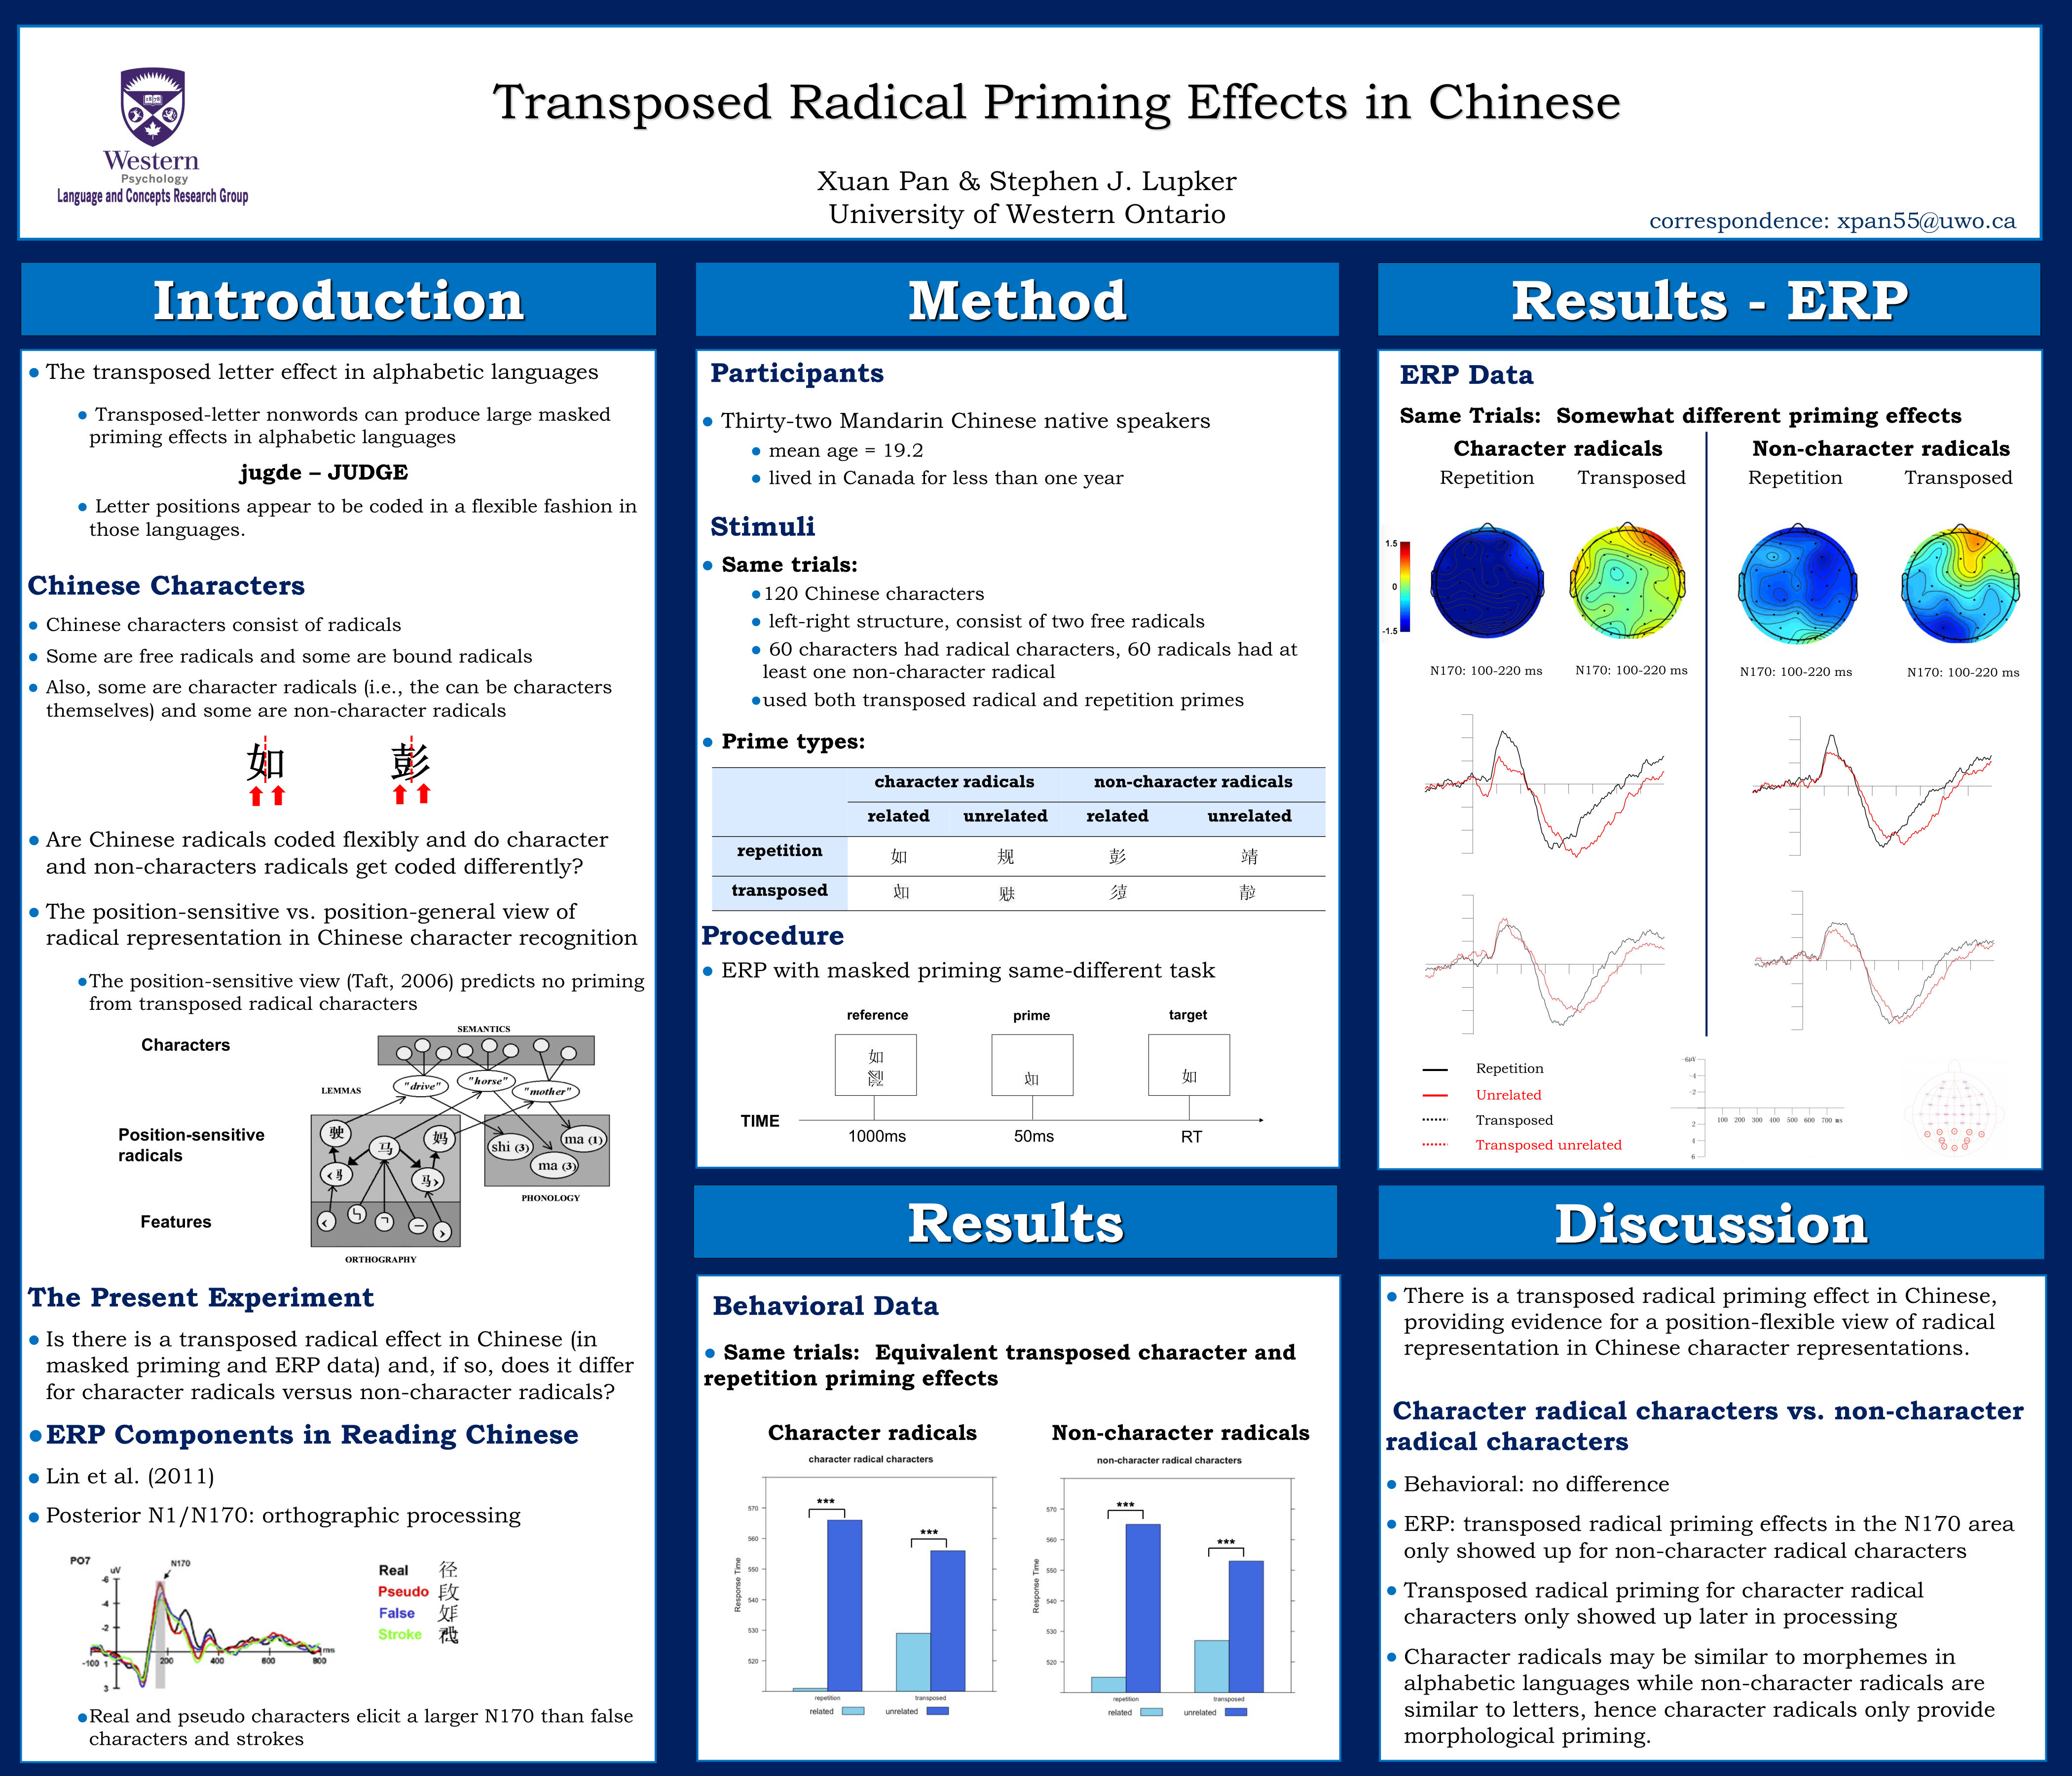 1878
Western
Psychology
Language and Concepts Research Group
Transposed Radical Priming Effects in Chinese
Xuan Pan & Stephen J. Lupker
University of Western Ontario
correspondence: xpan55@uwo.ca
Introduction
• The transposed letter effect in alphabetic languages
• Transposed-letter nonwords can produce large masked
priming effects in alphabetic languages
jugde – JUDGE
• Letter positions appear to be coded in a flexible fashion in
those languages.
Chinese Characters
• Chinese characters consist of radicals
• Some are free radicals and some are bound radicals
• Also, some are character radicals (i.e., the can be characters
themselves) and some are non-character radicals
如 彭
• Are Chinese radicals coded flexibly and do character
and non-characters radicals get coded differently?
• The position-sensitive vs. position-general view of
radical representation in Chinese character recognition
•The position-sensitive view (Taft, 2006) predicts no priming
from transposed radical characters
SEMANTICS
Characters
LEMMAS
"drive" "horse" "mother"
Position-sensitive
radicals
驶 马 妈
shi (3) ma (1)
ma (3)
‹马 马›
PHONOLOGY
Features
ORTHOGRAPHY
The Present Experiment
• Is there is a transposed radical effect in Chinese (in
masked priming and ERP data) and, if so, does it differ
for character radicals versus non-character radicals?
•ERP Components in Reading Chinese
• Lin et al. (2011)
• Posterior N1/N170: orthographic processing
PO7
uV
N170
-6
-4
-2
-100 1 200 400 600 800 ms
3
Real 径
Pseudo
False
Stroke
•Real and pseudo characters elicit a larger N170 than false
characters and strokes
Method
Participants
• Thirty-two Mandarin Chinese native speakers
• mean age = 19.2
• lived in Canada for less than one year
Stimuli
• Same trials:
•120 Chinese characters
• left-right structure, consist of two free radicals
• 60 characters had radical characters, 60 radicals had at
least one non-character radical
•used both transposed radical and repetition primes
• Prime types:
character radicals non-character radicals
related unrelated related unrelated
repetition 如 规 彭 靖
transposed
Procedure
• ERP with masked priming same-different task
reference prime target
如
如
TIME
1000ms 50ms RT
Results
Behavioral Data
• Same trials: Equivalent transposed character and
repetition priming effects
Character radicals
character radical characters
Response Time
570
560
550
540
530
520
***
***
repetition transposed
related unrelated
Non-character radicals
non-character radical characters
Response Time
570
560
550
540
530
520
***
***
repetition transposed
related unrelated
Results - ERP
ERP Data
Same Trials: Somewhat different priming effects
Character radicals Non-character radicals
Repetition Transposed Repetition Transposed
1.5
0
-1.5
N170: 100-220 ms N170: 100-220 ms N170: 100-220 ms N170: 100-220 ms
Repetition
Unrelated
Transposed
Transposed unrelated
-6uV
-4
-2
100 200 300 400 500 600 700 ms
2
4
6
Discussion
• There is a transposed radical priming effect in Chinese,
providing evidence for a position-flexible view of radical
representation in Chinese character representations.
Character radical characters vs. non-character
radical characters
• Behavioral: no difference
• ERP: transposed radical priming effects in the N170 area
only showed up for non-character radical characters
• Transposed radical priming for character radical
characters only showed up later in processing
• Character radicals may be similar to morphemes in
alphabetic languages while non-character radicals are
similar to letters, hence character radicals only provide
morphological priming.